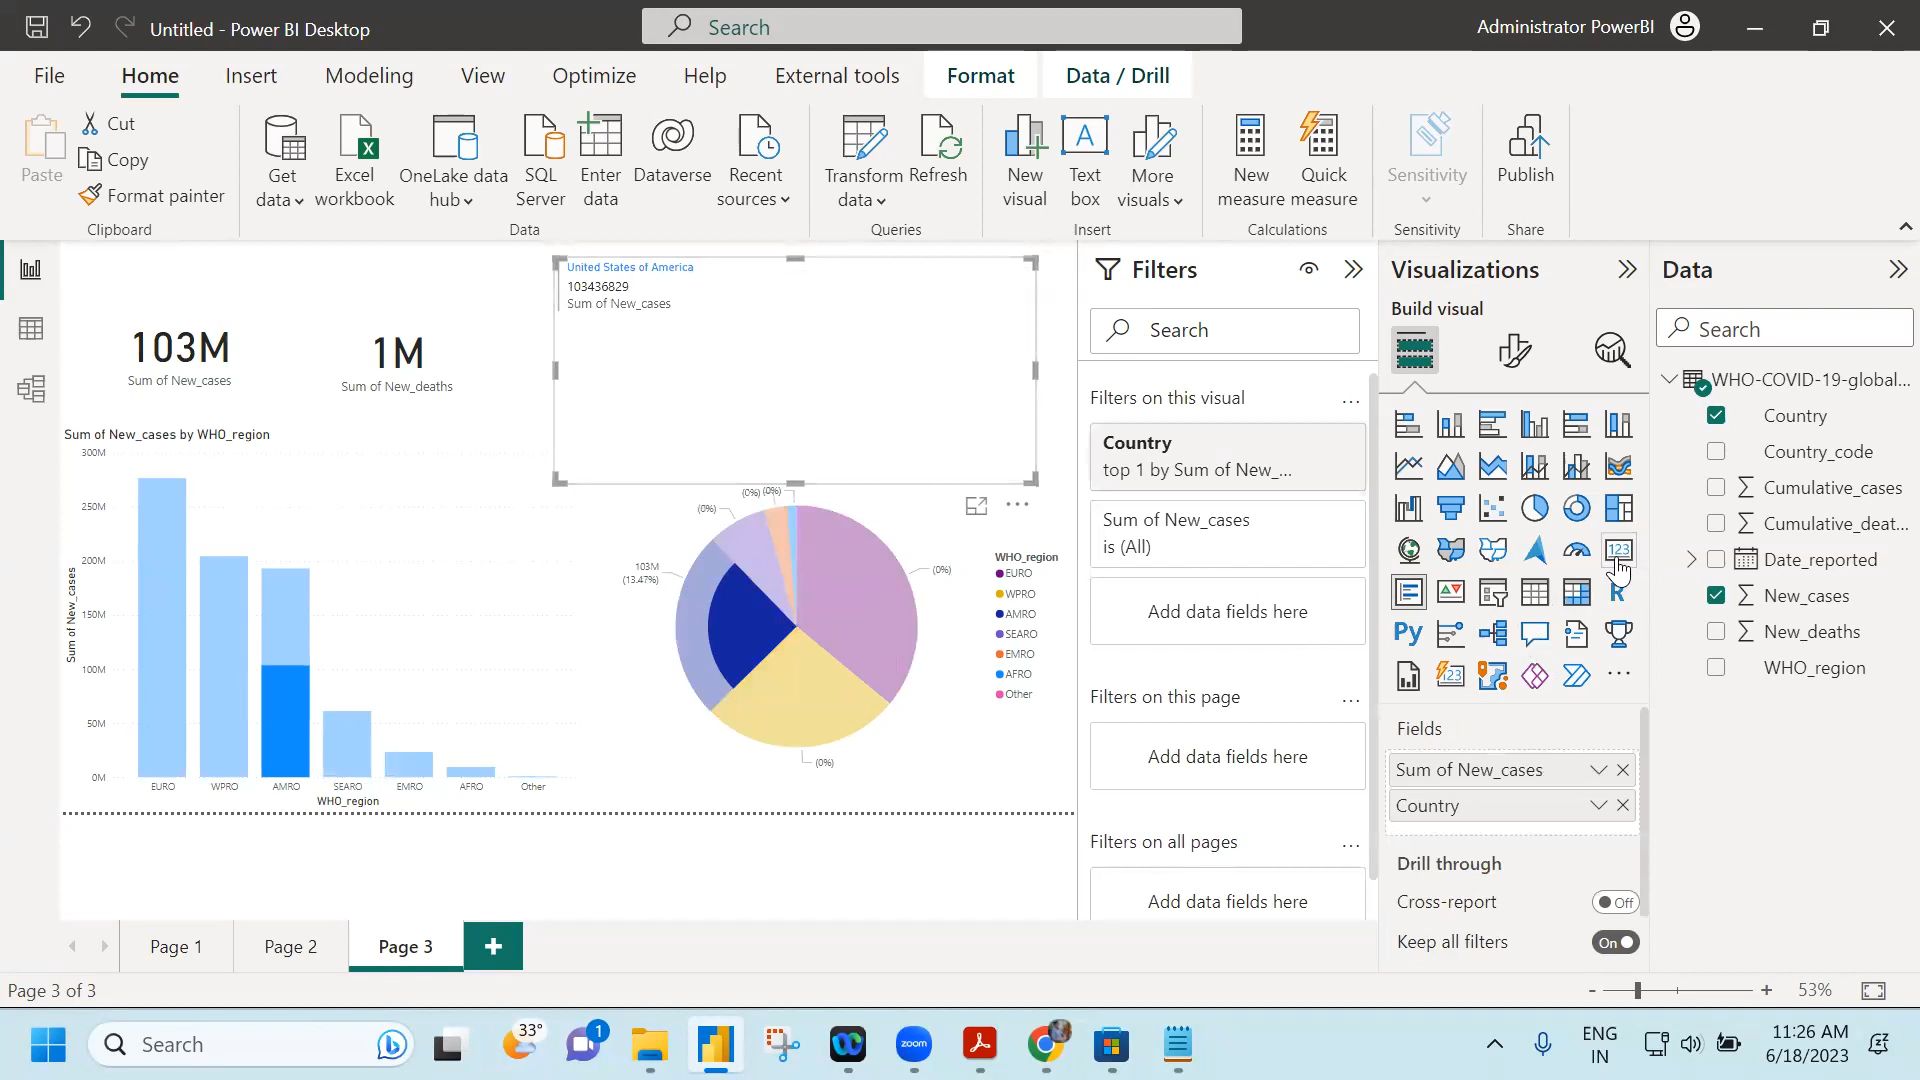 Untitled - Power BI Desktop
Search
Administrator PowerBI
File
Home
Insert
Modeling
View
Optimize
Help
External tools
Format
Data / Drill
Paste
Cut
Copy
Format painter
Clipboard
Get data
Excel workbook
OneLake data hub
SQL Server
Enter data
Dataverse
Recent sources
Data
Transform data
Refresh
Queries
New visual
Text box
More visuals
Insert
New measure
Quick measure
Calculations
Sensitivity
Sensitivity
Publish
Share
103M
Sum of New_cases
1M
Sum of New_deaths
United States of America
103436829
Sum of New_cases
Sum of New_cases by WHO_region
300M
250M
200M
150M
100M
50M
0M
Sum of New_cases
EURO
WPRO
AMRO
SEARO
EMRO
AFRO
Other
WHO_region
(0%)
(0%)
(0%)
103M
(13.47%)
(0%)
(0%)
WHO_region
EURO
WPRO
AMRO
SEARO
EMRO
AFRO
Other
Filters
Search
Filters on this visual
...
Country
top 1 by Sum of New_...
Sum of New_cases
is (All)
Add data fields here
Filters on this page
...
Add data fields here
Filters on all pages
...
Add data fields here
Visualizations
Build visual
123
R
Py
123
...
Fields
Sum of New_cases
Country
Drill through
Cross-report
Off
Keep all filters
On
Data
Search
WHO-COVID-19-global...
Country
Country_code
Cumulative_cases
Cumulative_deat...
Date_reported
New_cases
New_deaths
WHO_region
Page 1
Page 2
Page 3
+
Page 3 of 3
- + 53%
Search
33°
1
zoom
ENG
IN
11:26 AM
6/18/2023